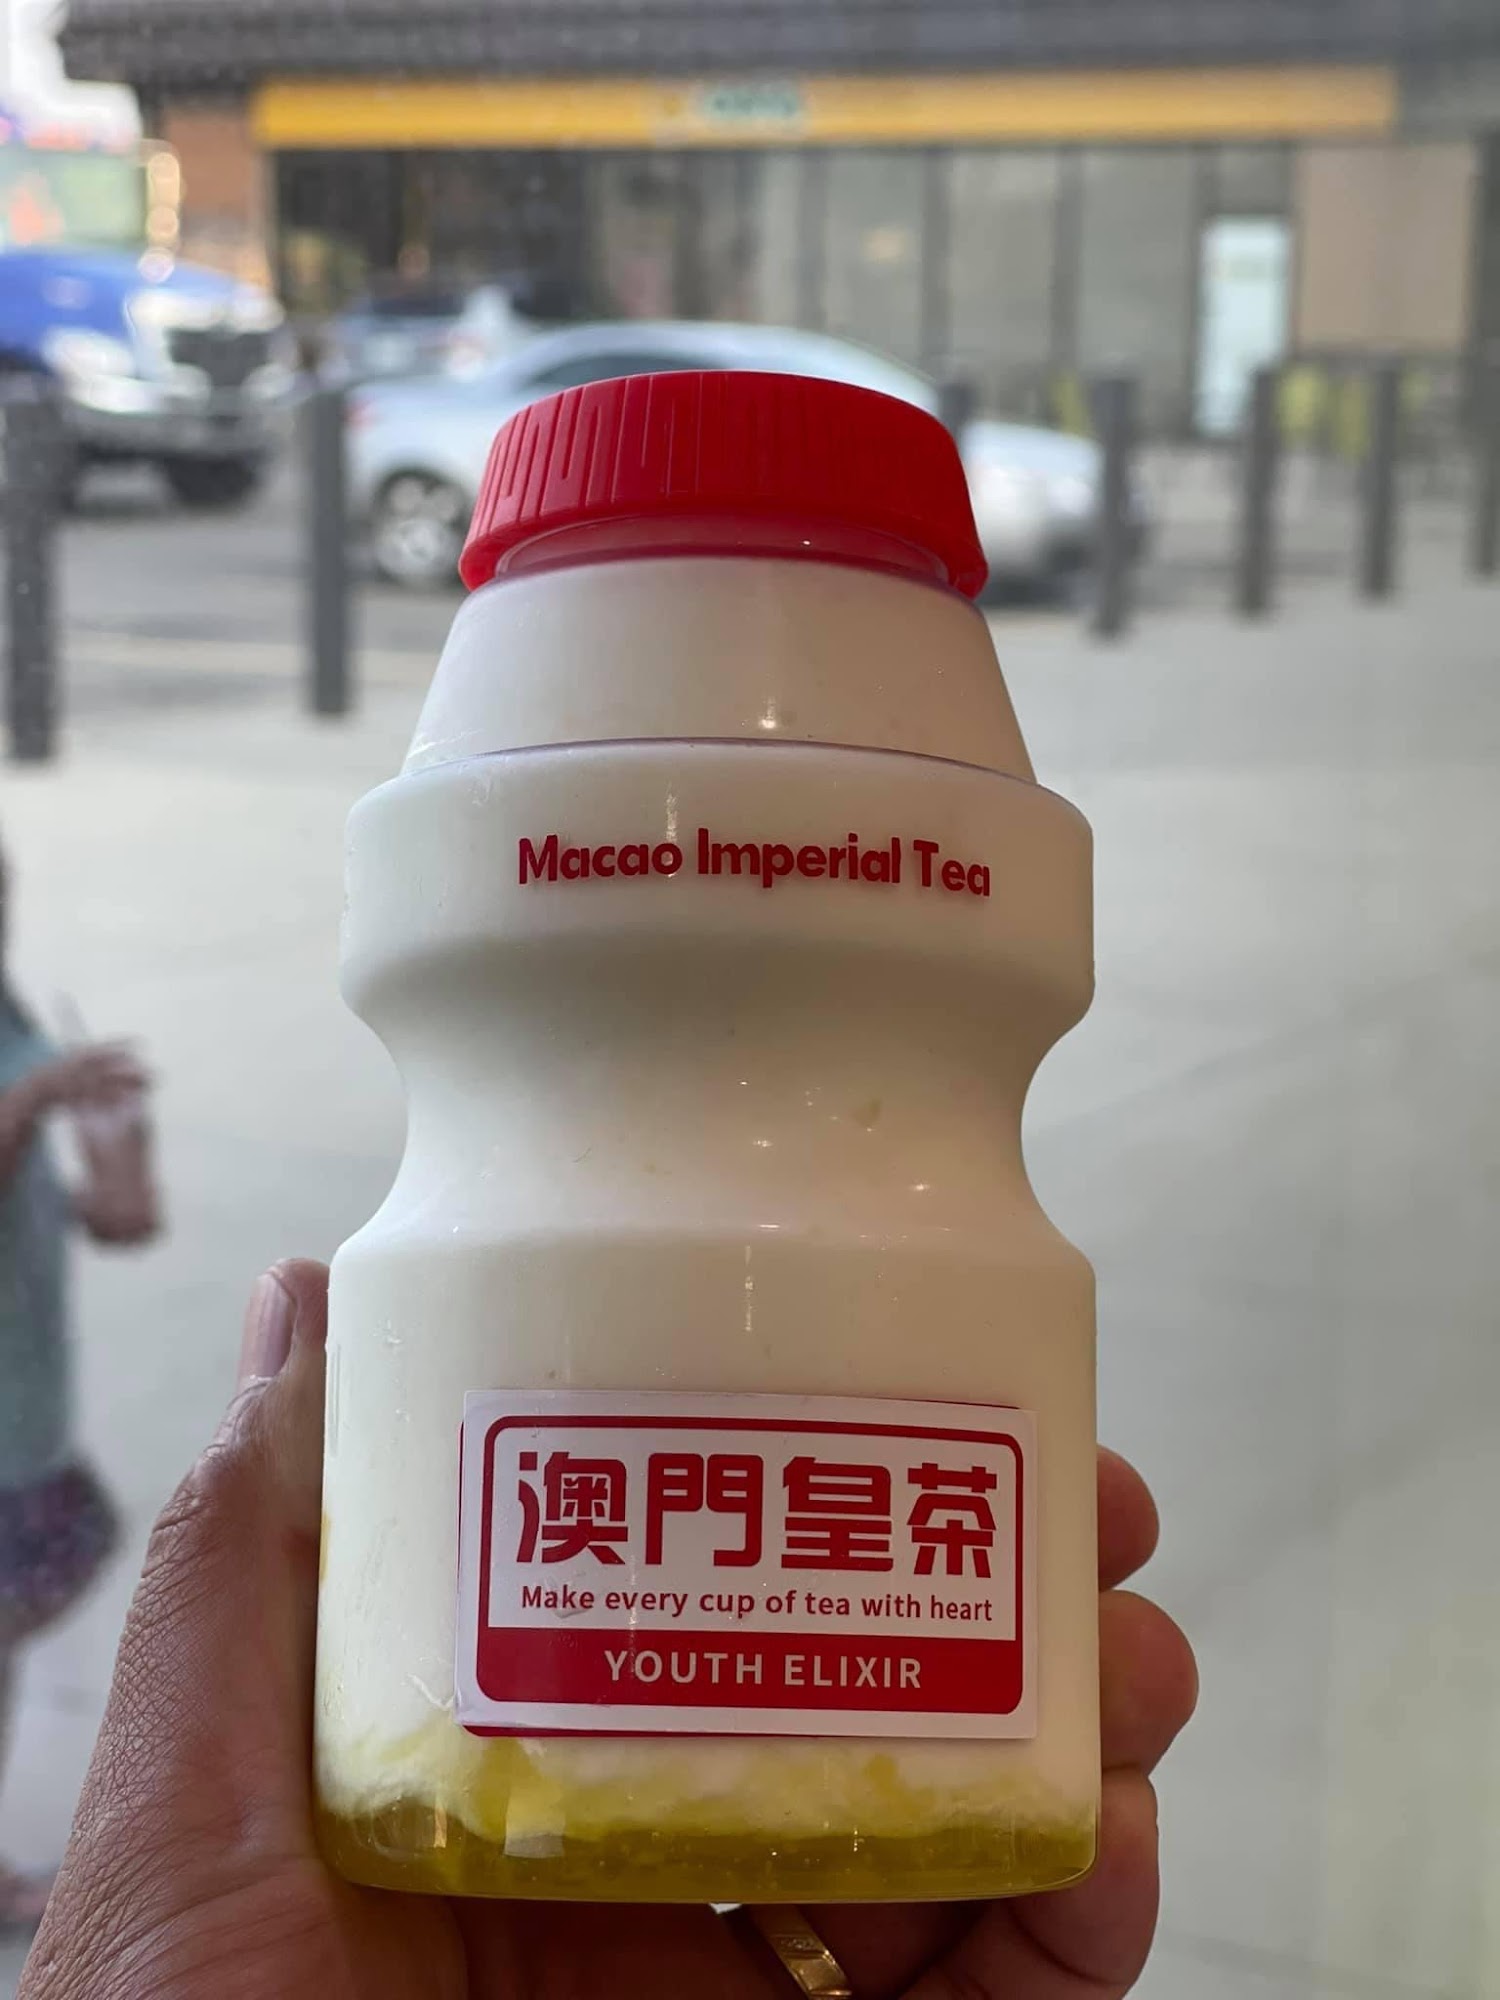 Macao Imperial Tea
澳門皇茶
Make every cup of tea with heart
YOUTH ELIXIR